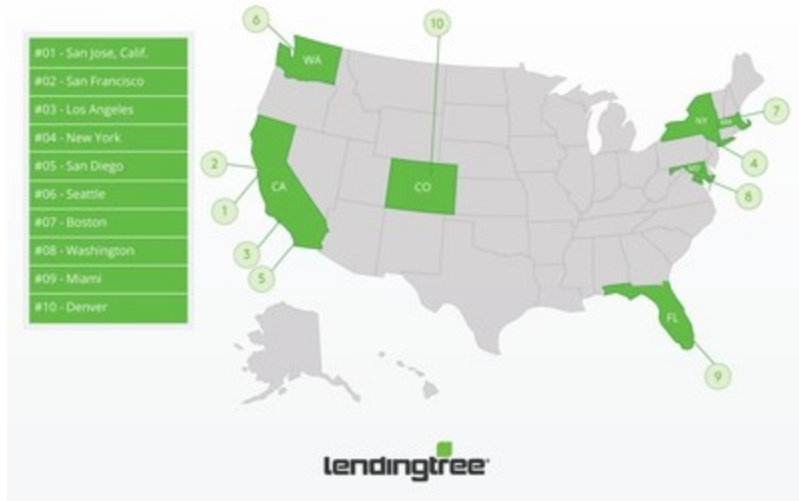 #01 - San Jose, Calif.
#02 - San Francisco
#03 - Los Angeles
#04 - New York
#05 - San Diego
#06 - Seattle
#07 - Boston
#08 - Washington
#09 - Miami
#10 - Denver
6
10
WA
7
NY
MA
2
CA
CO
4
MD
8
1
3
5
FL
9
lendingtree